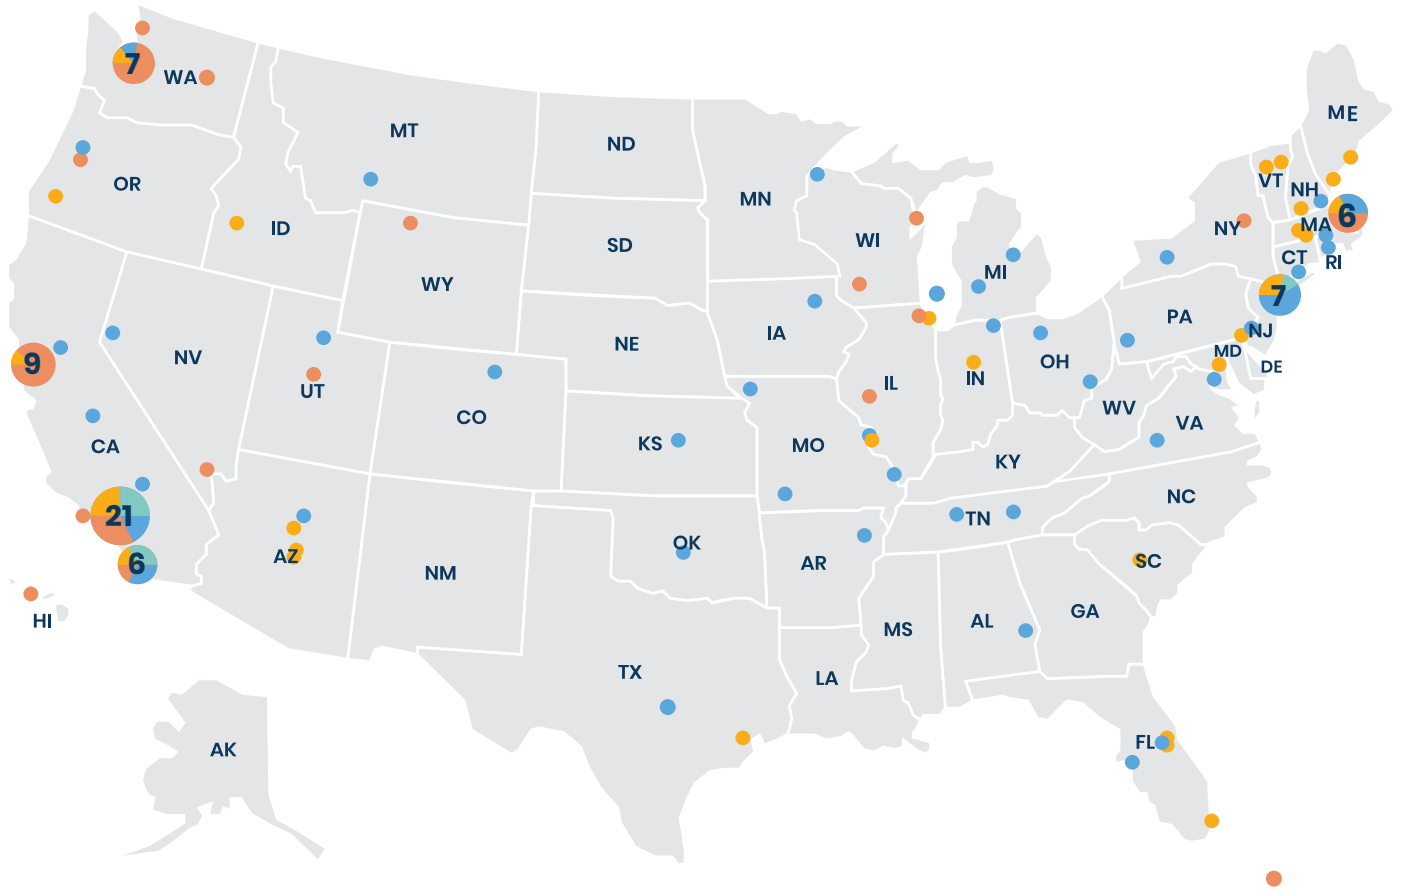 7
WA
MT
ND
ME
OR
MN
VT
NH
ID
SD
WI
NY
MA
6
WY
MI
CT
RI
7
IA
PA
NJ
NV
NE
MD
9
UT
IL
IN
OH
DE
CO
WV
CA
KS
MO
VA
KY
NC
21
TN
OK
AZ
6
NM
AR
SC
HI
MS
AL
GA
TX
LA
AK
FL